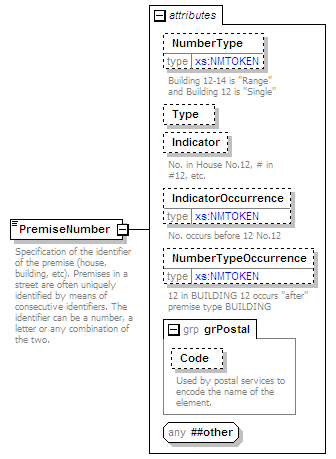 attributes
NumberType
type xs:NMTOKEN
Building 12-14 is "Range"
and Building 12 is "Single"
Type
Indicator
No. in House No.12, # in
#12, etc.
IndicatorOccurrence
type xs:NMTOKEN
No. occurs before 12 No.12
NumberTypeOccurrence
type xs:NMTOKEN
12 in BUILDING 12 occurs "after"
premise type BUILDING
grp grPostal
Code
Used by postal services to
encode the name of the
element.
any ##other
PremiseNumber
Specification of the identifier
of the premise (house,
building, etc). Premises in a
street are often uniquely
identified by means of
consecutive identifiers. The
identifier can be a number, a
letter or any combination of
the two.